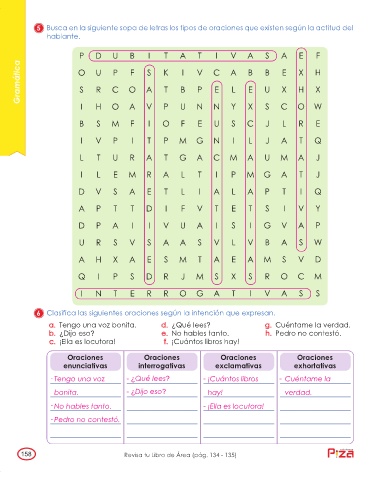 Gramática
5 Busca en la siguiente sopa de letras los tipos de oraciones que existen según la actitud del
hablante.
P D U B I T A T I V A S A E F
O U P F S K I V C A B B E X H
S R C O A T B P E L E U X H X
I H O A V P U N N Y X S C O W
B S M F I O F E U S C J L R E
I V P I T P M G N I L J A T Q
L T U R A T G A C M A U M A J
I L E M R A L T I P M G A T J
D V S A E T L I A L A P T I Q
A P T T D I F V T E T S I V Y
D P A I I V U A I S I G V A P
U R S V S A A S V L V B A S W
A H X A E S M T A E A M S V D
Q I P S D R J M S X S R O C M
I N T E R R O G A T I V A S S
6 Clasifica las siguientes oraciones según la intención que expresan.
a. Tengo una voz bonita. d. ¿Qué lees? g. Cuéntame la verdad.
b. ¿Dijo eso? e. No hables tanto. h. Pedro no contestó.
c. ¡Ella es locutora! f. ¡Cuántos libros hay!
Oraciones Oraciones Oraciones Oraciones
enunciativas interrogativas exclamativas exhortativas
-Tengo una voz - ¿Qué lees? - ¡Cuántos libros - Cuéntame la
bonita. - ¿Dijo eso? hay! verdad.
-No hables tanto. - ¡Ella es locutora!
-Pedro no contestó.
158 Revisa tu Libro de Área (pág. 134 - 135)